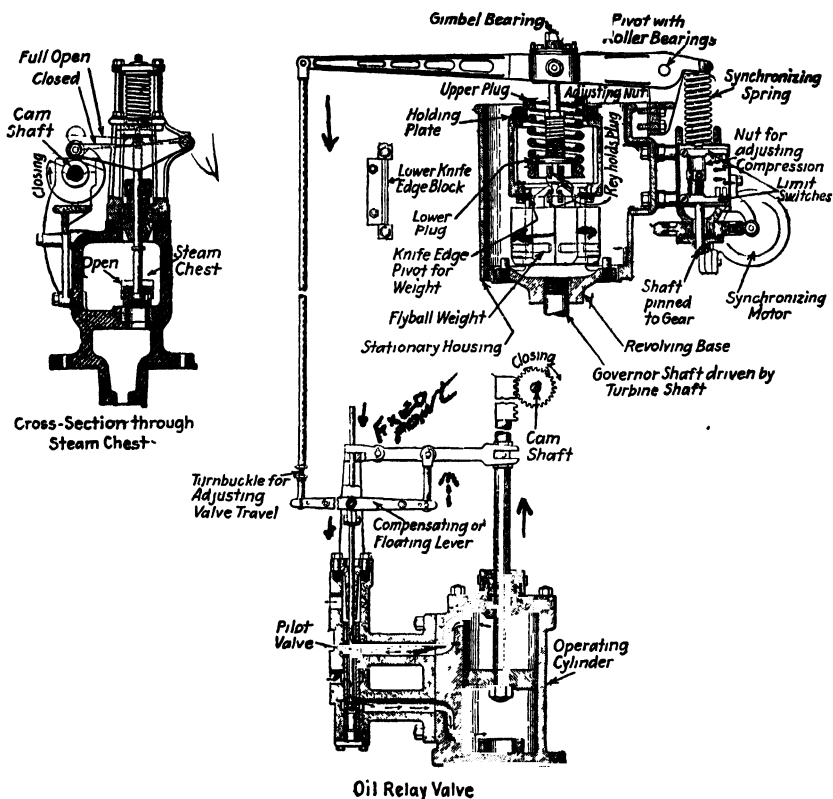 Gimbel Bearing
Pivot with
Roller Bearings
Full Open
Closed
Cam
Shaft
Closing
Open
Steam
Chest
Cross-Section through
Steam Chest
Upper Plug
Adjusting Nut
Synchronizing
Spring
Holding
Plate
Key holds Plug
Nut for
adjusting
Compression
Limit
Switches
Lower Knife
Edge Block
Lower
Plug
Knife Edge
Pivot for
Weight
Flyball Weight
Stationary Housing
Shaft
pinned
to Gear
Synchronizing
Motor
Revolving Base
Governor Shaft driven by
Turbine Shaft
Closing
Cam
Shaft
Turnbuckle for
Adjusting
Valve Travel
Compensating or
Floating Lever
Pilot
Valve
Operating
Cylinder
Oil Relay Valve